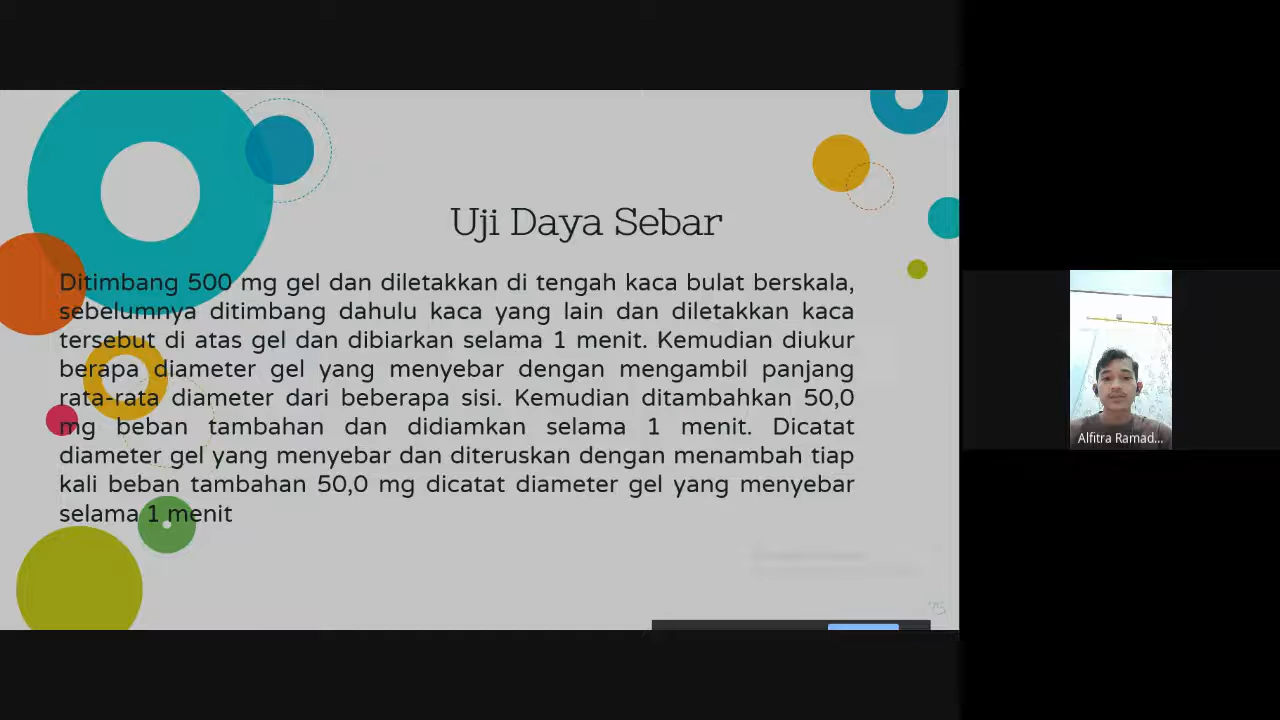 Uji Daya Sebar
Ditimbang 500 mg gel dan diletakkan di tengah kaca bulat berskala,
sebelumnya ditimbang dahulu kaca yang lain dan diletakkan kaca
tersebut di atas gel dan dibiarkan selama 1 menit. Kemudian diukur
berapa diameter gel yang menyebar dengan mengambil panjang
rata-rata diameter dari beberapa sisi. Kemudian ditambahkan 50,0
mg beban tambahan dan didiamkan selama 1 menit. Dicatat
diameter gel yang menyebar dan diteruskan dengan menambah tiap
kali beban tambahan 50,0 mg dicatat diameter gel yang menyebar
selama 1 menit
Alfitra Ramad...